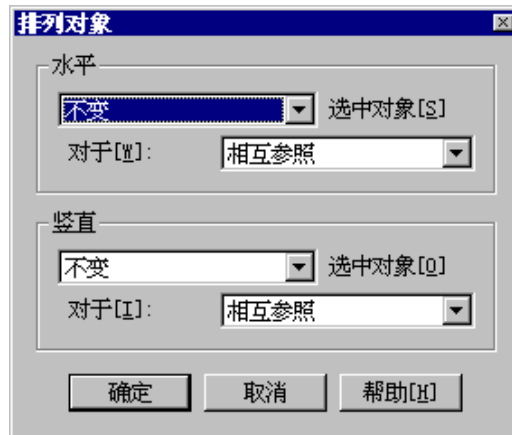 排列对象
水平
不变 选中对象[S]
对于[W]: 相互参照
竖直
不变 选中对象[O]
对于[I]: 相互参照
确定 取消 帮助[H]